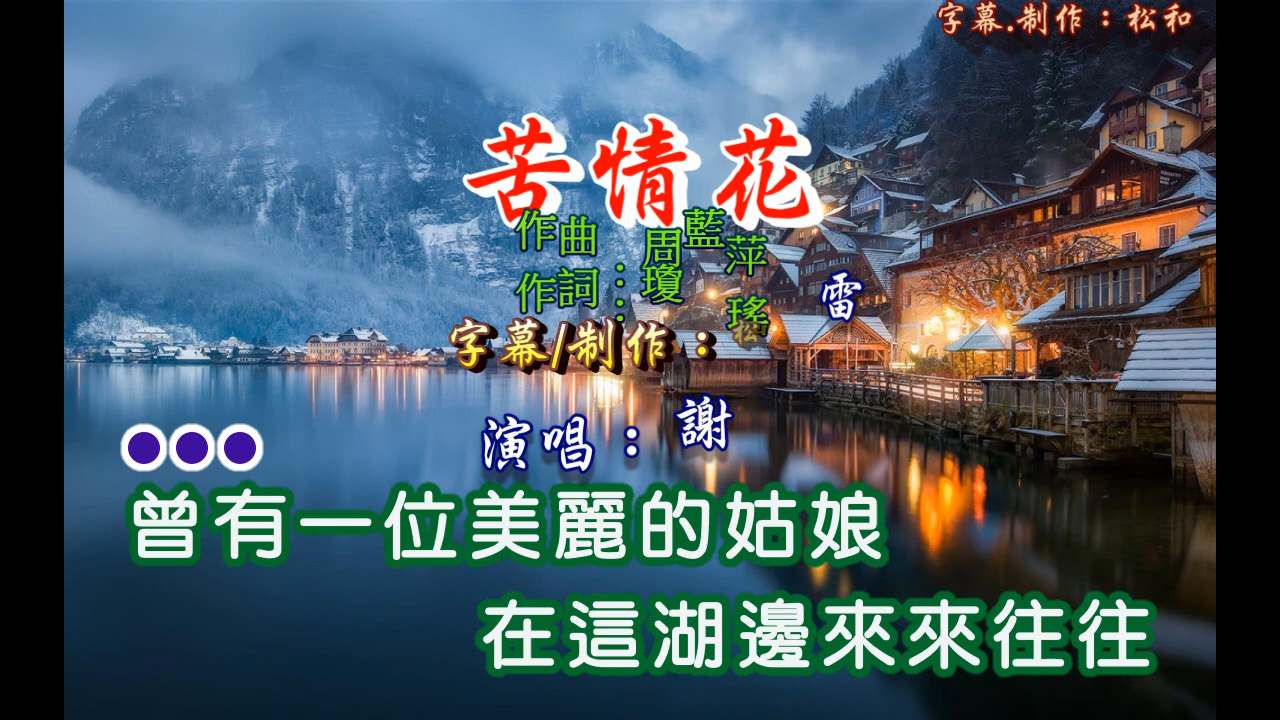 字幕.制作：松和
苦情花
作曲：周藍萍
作詞：瓊瑤
字幕/制作：松
演唱：謝雷
曾有一位美麗的姑娘
在這湖邊來來往往